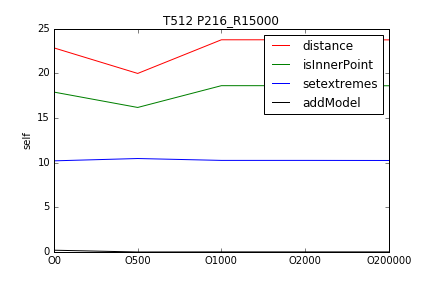 T512 P216_R15000
25
20
15
10
5
0
self
distance
isInnerPoint
setextremes
addModel
O0
O500
O1000
O2000
O200000